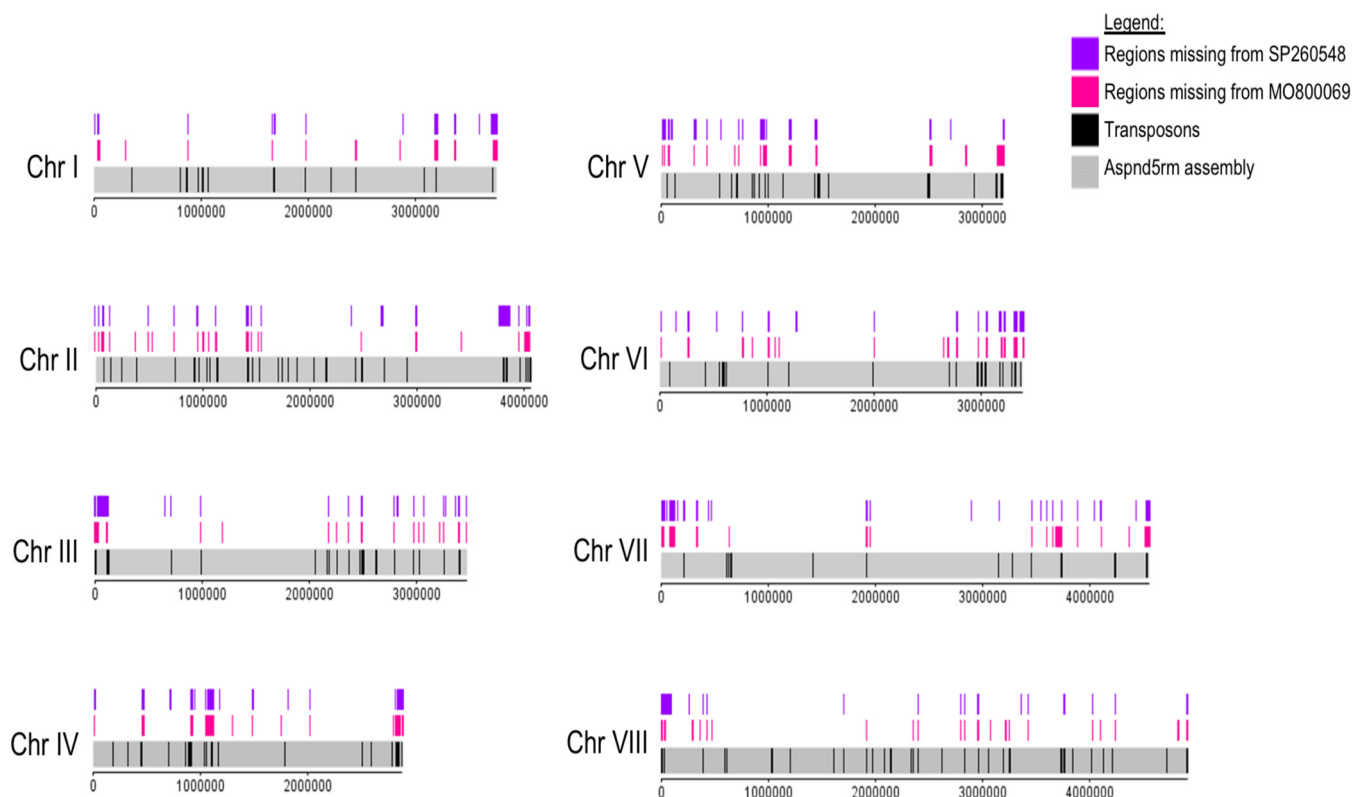 Legend:
Regions missing from SP260548
Regions missing from MO800069
Transposons
Aspnd5rm assembly
Chr I
0 1000000 2000000 3000000
Chr II
0 1000000 2000000 3000000 4000000
Chr III
0 1000000 2000000 3000000
Chr IV
0 1000000 2000000
Chr V
0 1000000 2000000 3000000
Chr VI
0 1000000 2000000 3000000
Chr VII
0 1000000 2000000 3000000 4000000
Chr VIII
0 1000000 2000000 3000000 4000000